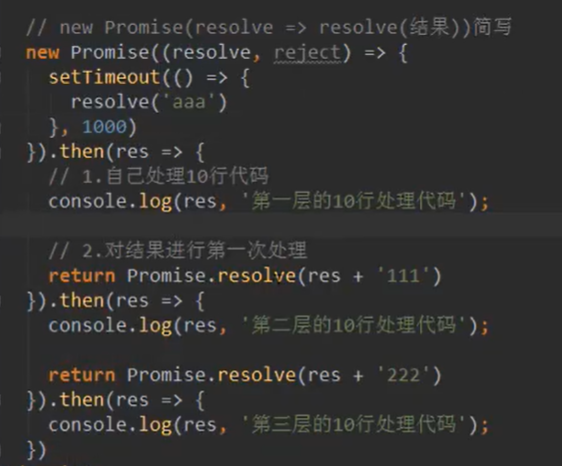 // new Promise(resolve => resolve(结果))简写
new Promise((resolve, reject) => {
  setTimeout(() => {
    resolve('aaa')
  }, 1000)
}).then(res => {
  // 1.自己处理10行代码
  console.log(res, '第一层的10行处理代码');

  // 2.对结果进行第一次处理
  return Promise.resolve(res + '111')
}).then(res => {
  console.log(res, '第二层的10行处理代码');

  return Promise.resolve(res + '222')
}).then(res => {
  console.log(res, '第三层的10行处理代码');
})